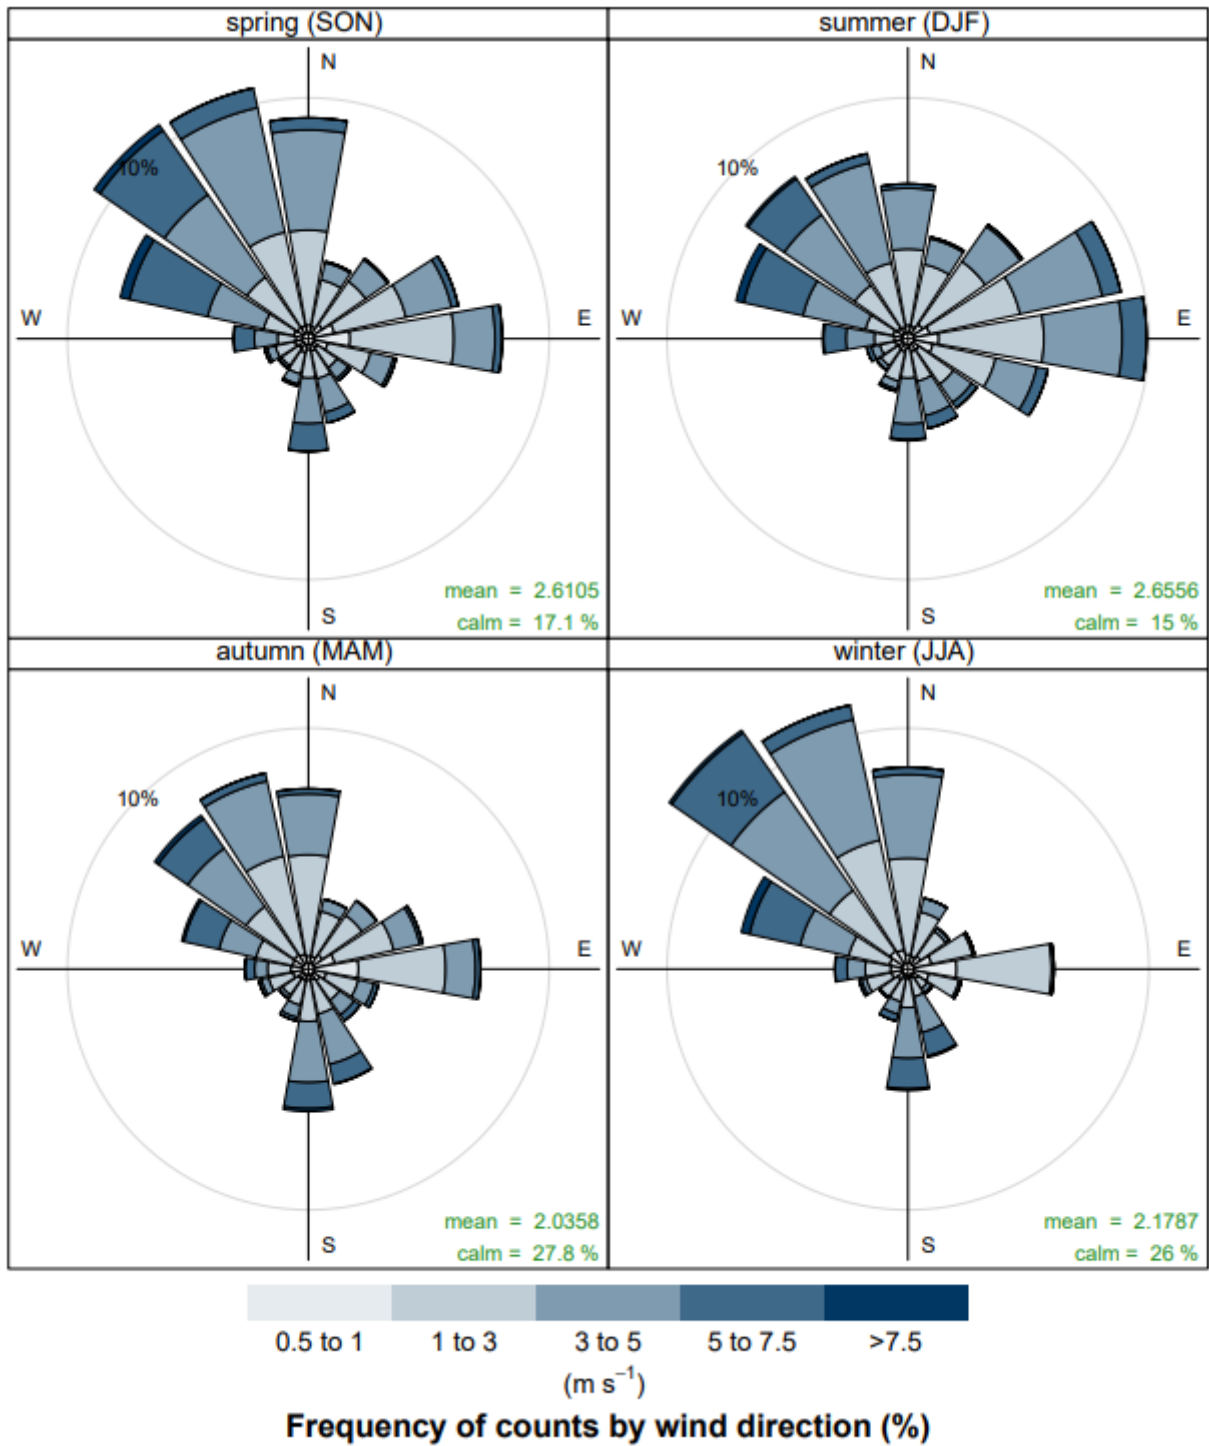 spring (SON)
summer (DJF)
N
10%
W
E
S
mean = 2.6105
calm = 17.1 %
N
10%
W
E
S
mean = 2.6556
calm = 15 %
autumn (MAM)
winter (JJA)
N
10%
W
E
S
mean = 2.0358
calm = 27.8 %
N
10%
W
E
S
mean = 2.1787
calm = 26 %
0.5 to 1
1 to 3
3 to 5
5 to 7.5
>7.5
(m s⁻¹)
Frequency of counts by wind direction (%)